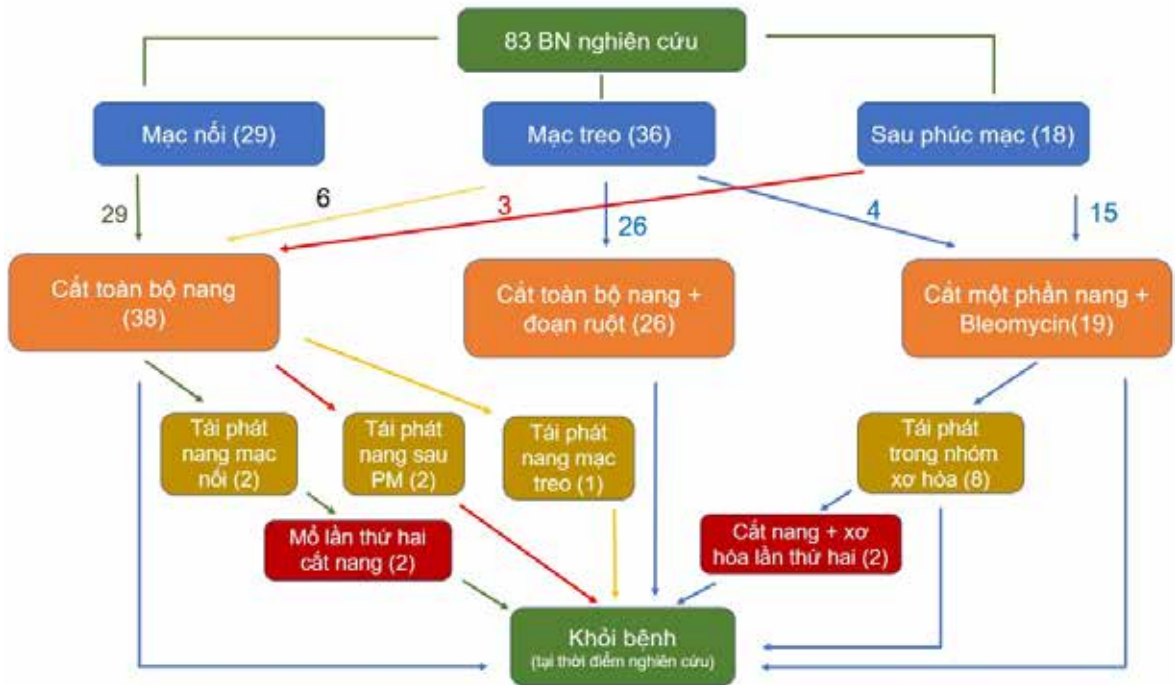 83 BN nghiên cứu
Mạc nối (29)
Mạc treo (36)
Sau phúc mạc (18)
29
6
3
26
4
15
Cắt toàn bộ nang
(38)
Cắt toàn bộ nang +
đoạn ruột (26)
Cắt một phần nang +
Bleomycin(19)
Tái phát
nang mạc
nối (2)
Tái phát
nang sau
PM (2)
Tái phát
nang mạc
treo (1)
Tái phát
trong nhóm
xơ hóa (8)
Mổ lần thứ hai
cắt nang (2)
Cắt nang + xơ
hóa lần thứ hai (2)
Khỏi bệnh
(tại thời điểm nghiên cứu)